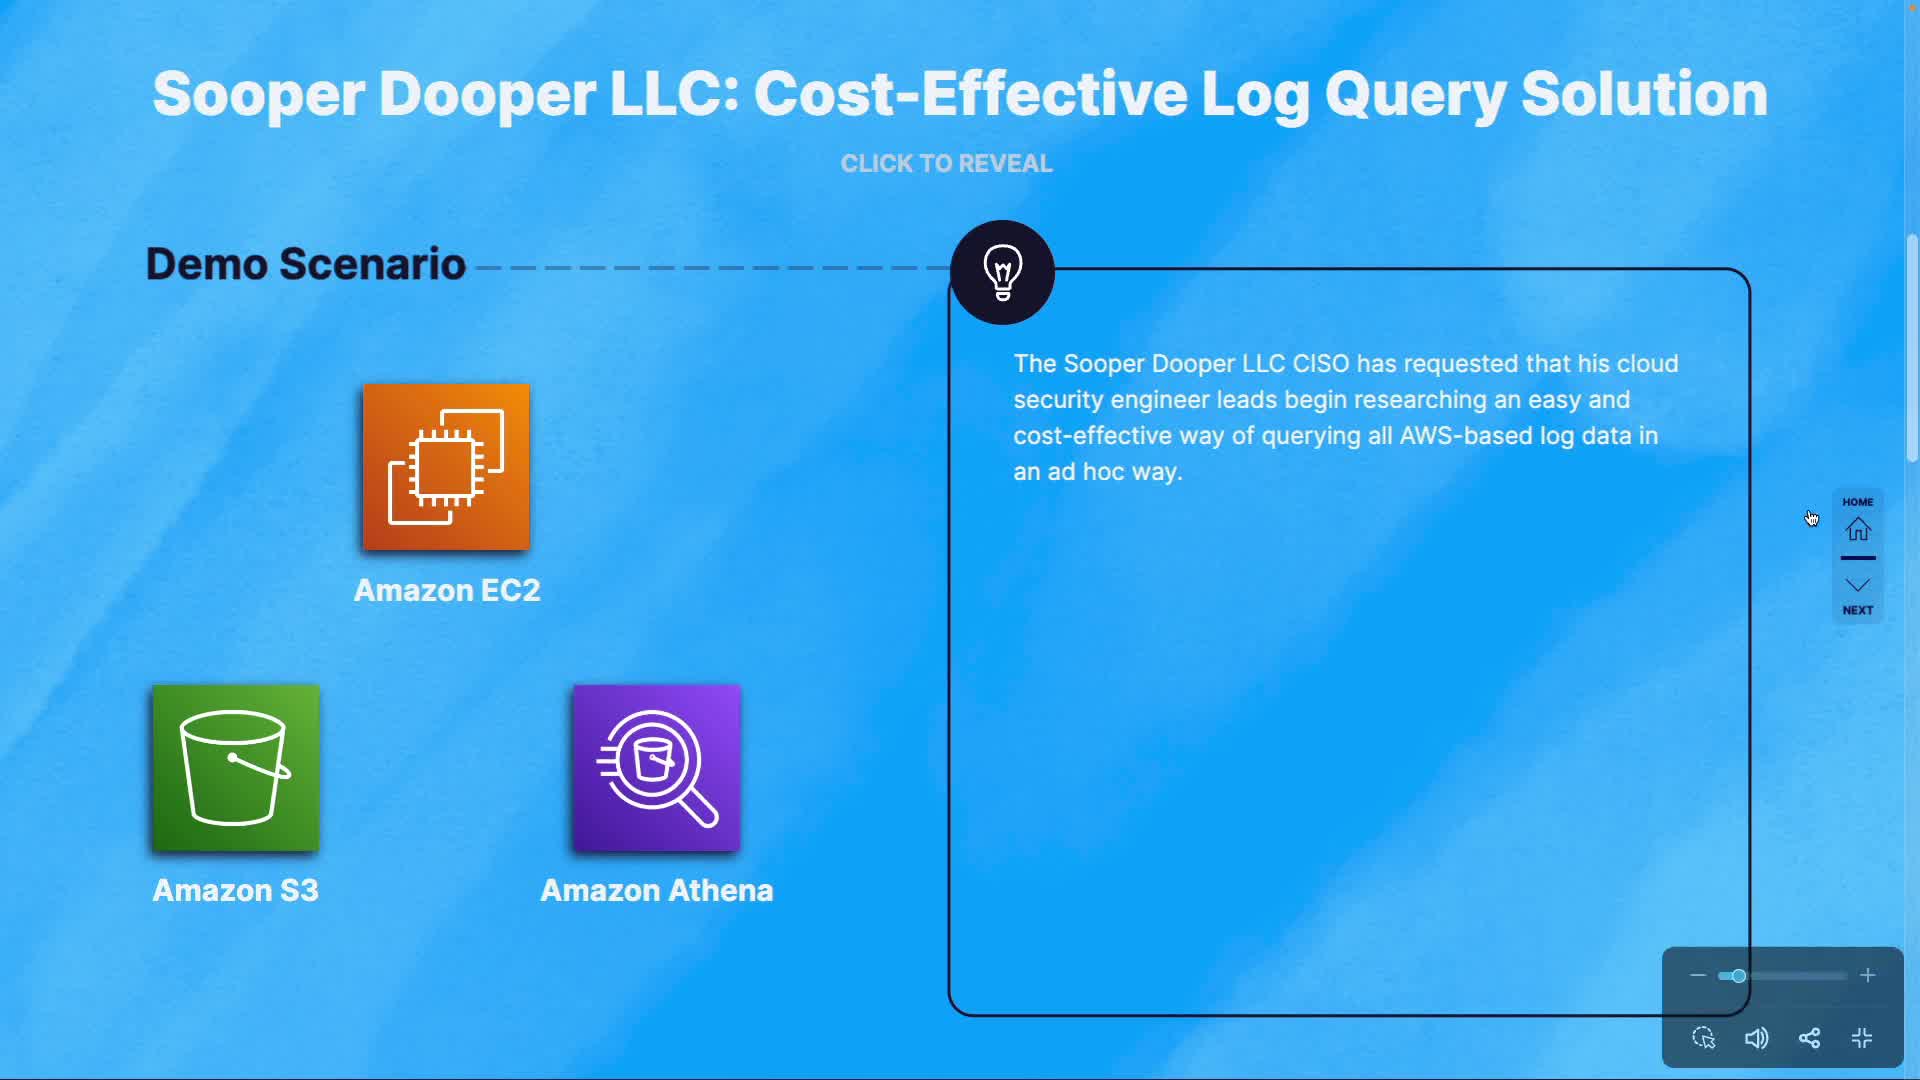 Sooper Dooper LLC: Cost-Effective Log Query Solution
CLICK TO REVEAL
Demo Scenario
The Sooper Dooper LLC CISO has requested that his cloud
security engineer leads begin researching an easy and
cost-effective way of querying all AWS-based log data in
an ad hoc way.
Amazon EC2
Amazon S3
Amazon Athena
HOME
NEXT